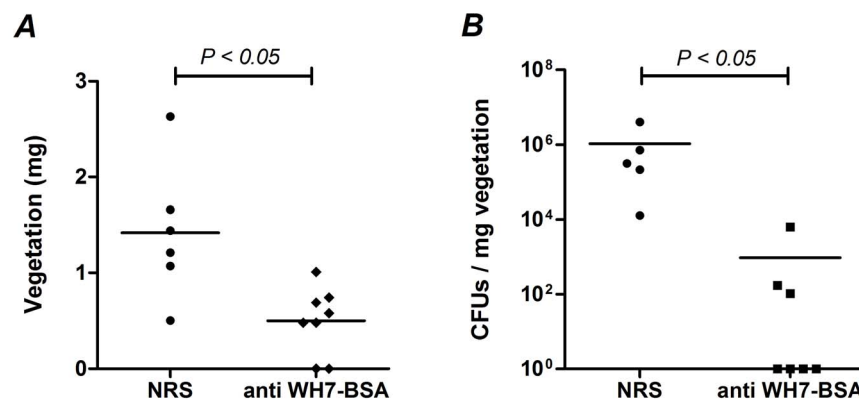 A
P < 0.05
Vegetation (mg)
3
2
1
0
NRS anti WH7-BSA
B
P < 0.05
CFUs / mg vegetation
10⁸
10⁶
10⁴
10²
10⁰
NRS anti WH7-BSA